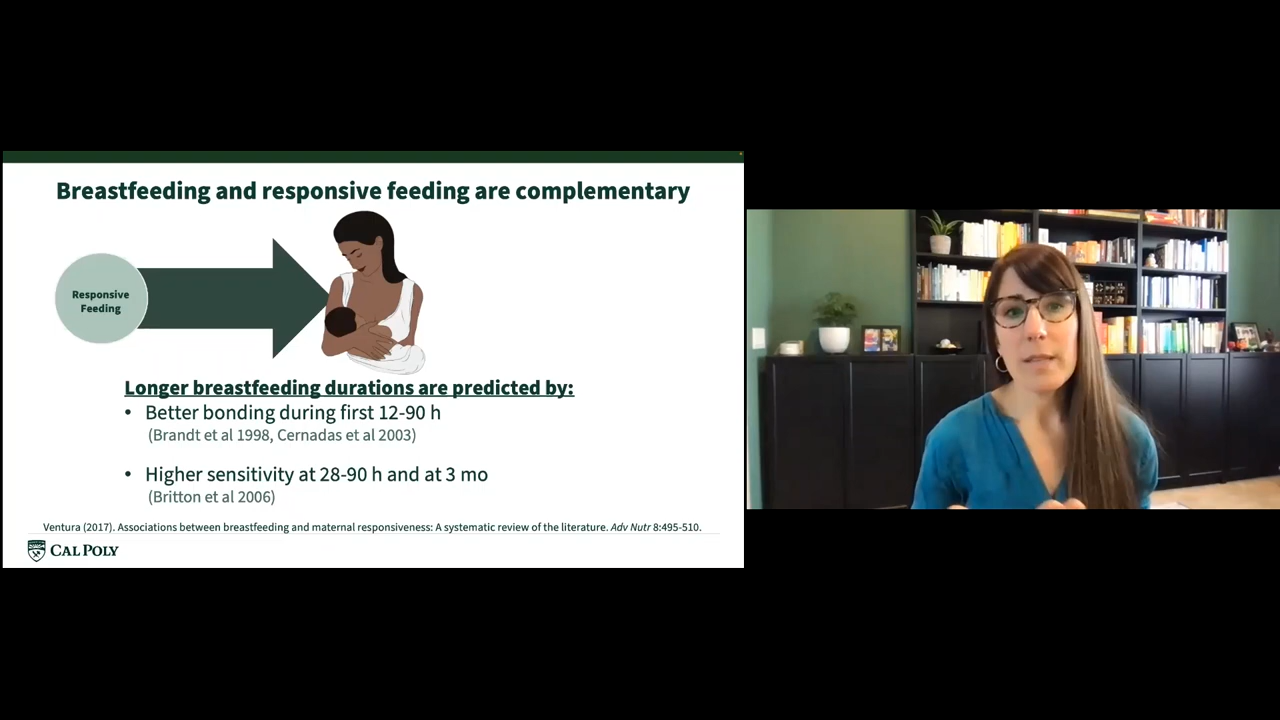 Breastfeeding and responsive feeding are complementary
Responsive
Feeding
Longer breastfeeding durations are predicted by:
• Better bonding during first 12-90 h
(Brandt et al 1998, Cernadas et al 2003)
• Higher sensitivity at 28-90 h and at 3 mo
(Britton et al 2006)
Ventura (2017). Associations between breastfeeding and maternal responsiveness: A systematic review of the literature. Adv Nutr 8:495-510.
CAL POLY